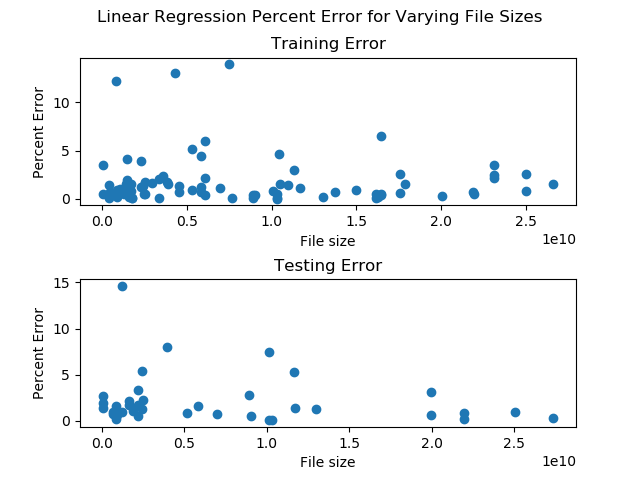 Linear Regression Percent Error for Varying File Sizes
Training Error
Percent Error
10
5
0
0.0 0.5 1.0 1.5 2.0 2.5
File size
1e10
Testing Error
Percent Error
15
10
5
0
0.0 0.5 1.0 1.5 2.0 2.5
File size
1e10